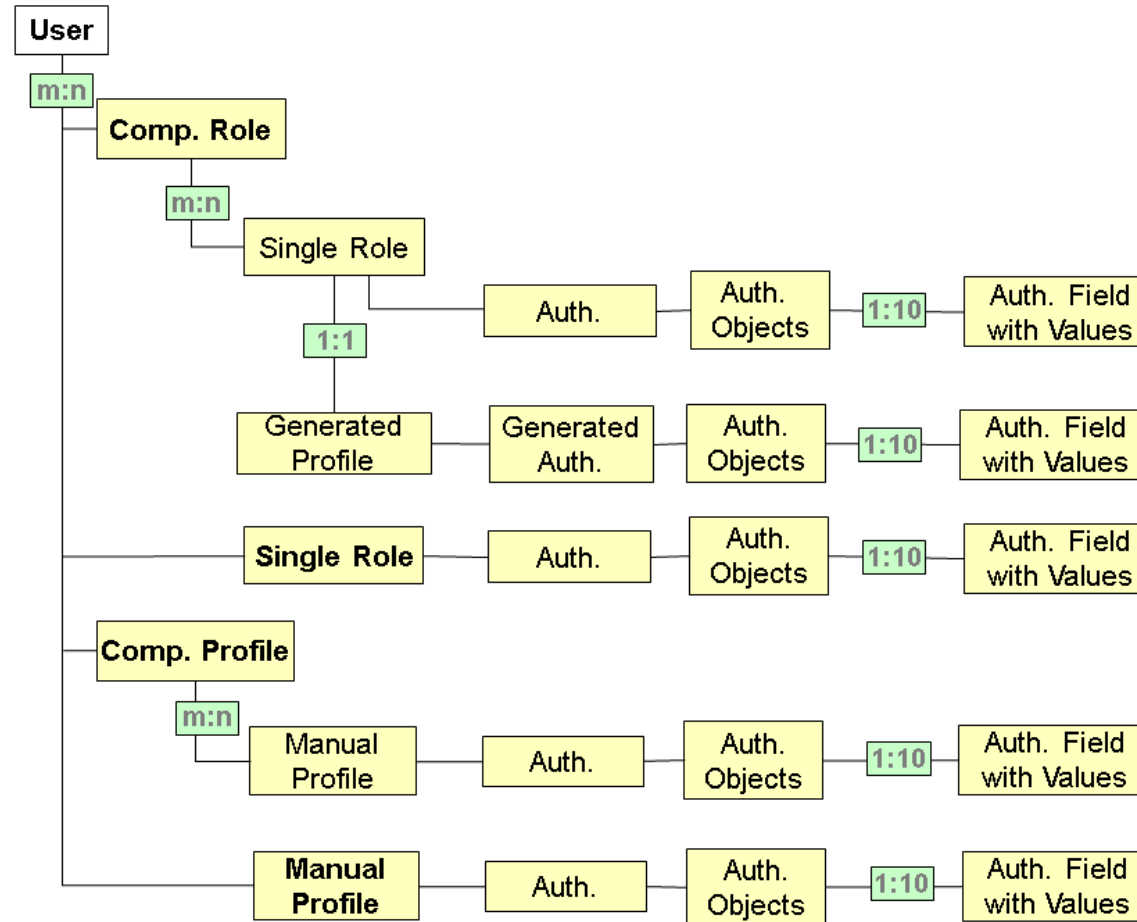 User
m:n
Comp. Role
m:n
Single Role
Auth.
Auth.
Objects
1:10
Auth. Field
with Values
1:1
Generated
Profile
Generated
Auth.
Auth.
Objects
1:10
Auth. Field
with Values
Single Role
Auth.
Auth.
Objects
1:10
Auth. Field
with Values
Comp. Profile
m:n
Manual
Profile
Auth.
Auth.
Objects
1:10
Auth. Field
with Values
Manual
Profile
Auth.
Auth.
Objects
1:10
Auth. Field
with Values